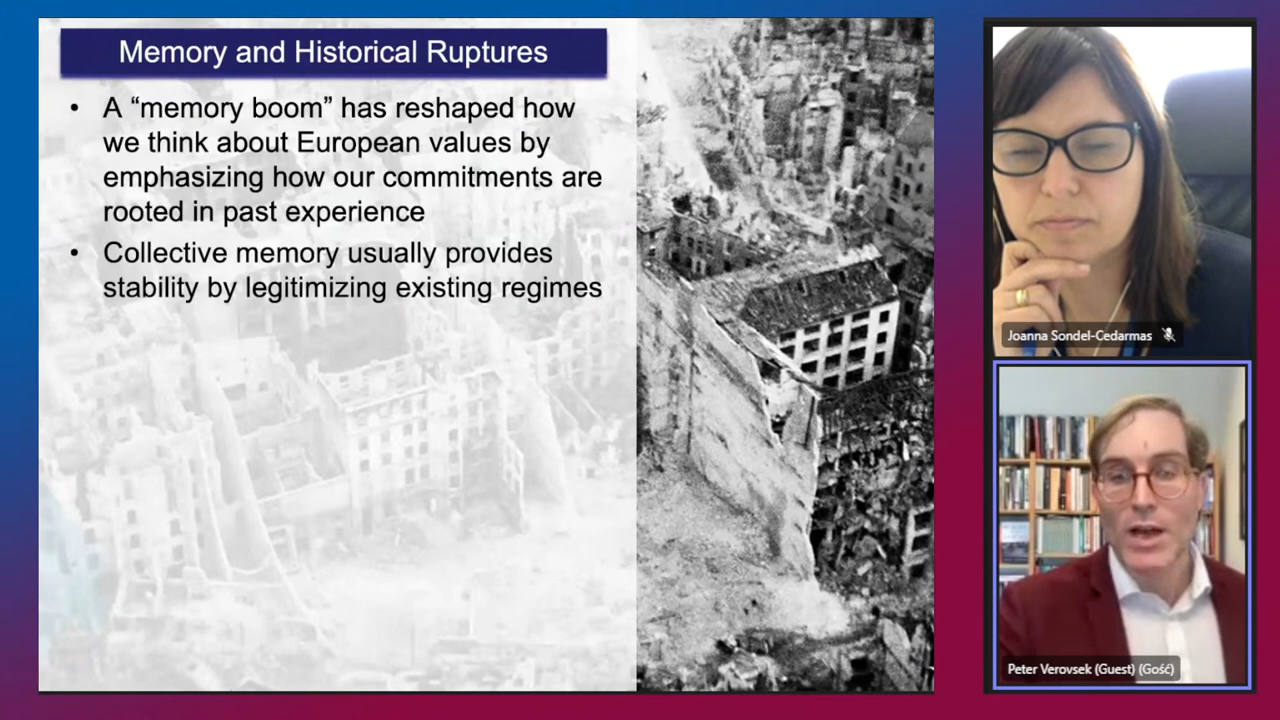 Memory and Historical Ruptures
• A “memory boom” has reshaped how
we think about European values by
emphasizing how our commitments are
rooted in past experience
• Collective memory usually provides
stability by legitimizing existing regimes
Joanna Sondel-Cedarmas
Peter Verovsek (Guest) (Gość)